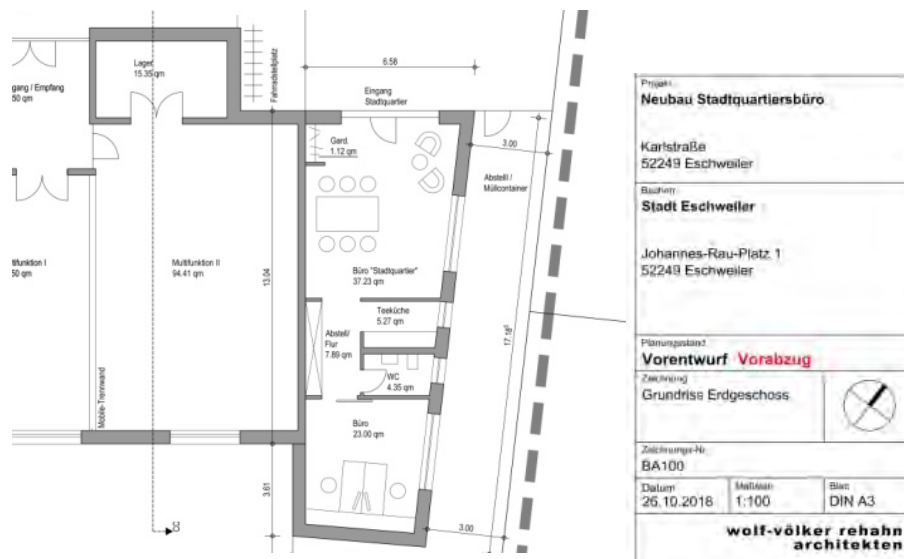 Lager
15.35 qm
gang / Empfang
50 qm
Fahrradstellplatz
6.58
Eingang
Stadtquartier
Gard.
1.12 qm
3.00
Abstell /
Müllcontainer
ltifunktion I
50 qm
Multifunktion II
94.41 qm
13.04
Büro "Stadtquartier"
37.23 qm
Teeküche
5.27 qm
Abstell/
Flur
7.89 qm
17.18⁵
WC
4.35 qm
Mobile-Trennwand
Büro
23.00 qm
3.61
3.00
Projekt
Neubau Stadtquartiersbüro
Karlstraße
52249 Eschweiler
Bauherr
Stadt Eschweiler
Johannes-Rau-Platz 1
52249 Eschweiler
Planungsstand
Vorentwurf Vorabzug
Zeichnung
Grundriss Erdgeschoss
Zeichnungs-Nr.
BA100
Datum
26.10.2018
Maßstab
1:100
Blatt
DIN A3
wolf-völker rehahn
architekten